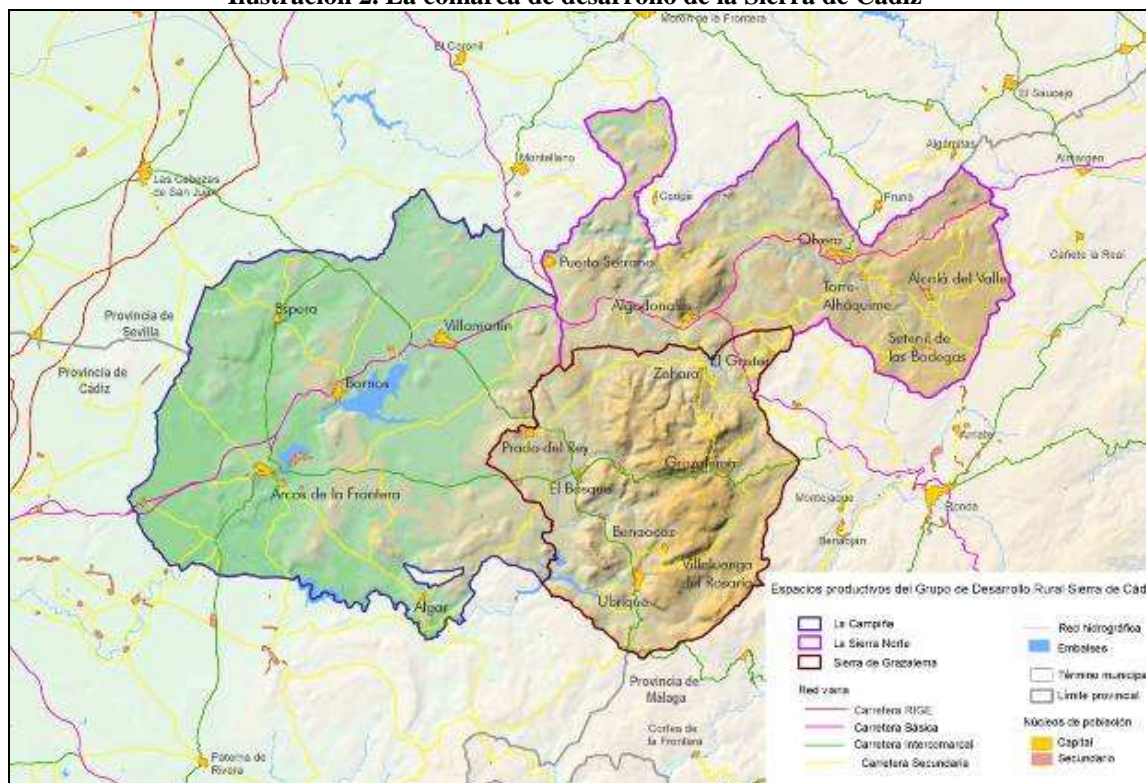 Ilustración 2. La comarca de desarrollo de la Sierra de Cádiz
Morón de la Frontera
El Coronil
El Saucejo
Algámitas
Almargen
Montellano
Las Cabezas
de San Juan
Coripe
Pruna
Cañete la Real
Olvera
Puerto Serrano
Torre-
Alháquime
Alcalá del Valle
Algodonales
Espera
Provincia de
Sevilla
Villamartín
Setenil de
las Bodegas
El Gastor
Zahara
Provincia de
Cádiz
Bornos
Arriate
Prado del Rey
Grazalema
El Bosque
Arcos de la Frontera
Montejaque
Ronda
Benaoján
Benaocaz
Villaluenga
del Rosario
Algar
Ubrique
Provincia de
Málaga
Cortes de
la Frontera
Paterna de
Rivera
Espacios productivos del Grupo de Desarrollo Rural Sierra de Cád
La Campiña
La Sierra Norte
Sierra de Grazalema
Red viaria
Carretera RIGE
Carretera Básica
Carretera Intercomarcal
Carretera Secundaria
Red hidrográfica
Embalses
Término municipa
Límite provincial
Núcleos de población
Capital
Secundario